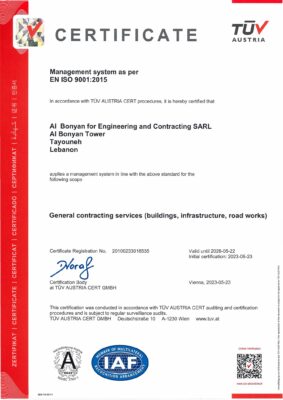 CERTIFICATE
TÜV
AUSTRIA
Management system as per
EN ISO 9001:2015
In accordance with TÜV AUSTRIA CERT procedures, it is hereby certified that
Al Bonyan for Engineering and Contracting SARL
Al Bonyan Tower
Tayouneh
Lebanon
applies a management system in line with the above standard for the
following scope
General contracting services (buildings, infrastructure, road works)
Certificate Registration No. 20100233016535
Valid until 2026-05-22
Initial certification: 2023-05-23
Certification Body
at TÜV AUSTRIA CERT GMBH
Vienna, 2023-05-23
This certification was conducted in accordance with TÜV AUSTRIA CERT auditing and certification
procedures and is subject to regular surveillance audits.
TÜV AUSTRIA CERT GMBH Deutschstraße 10 A-1230 Wien www.tuv.at
ZERTIFIKAT | CERTIFICATE | CERTIFICAT | CERTIFICADO | СЕРТИФИКАТ
A
IAF